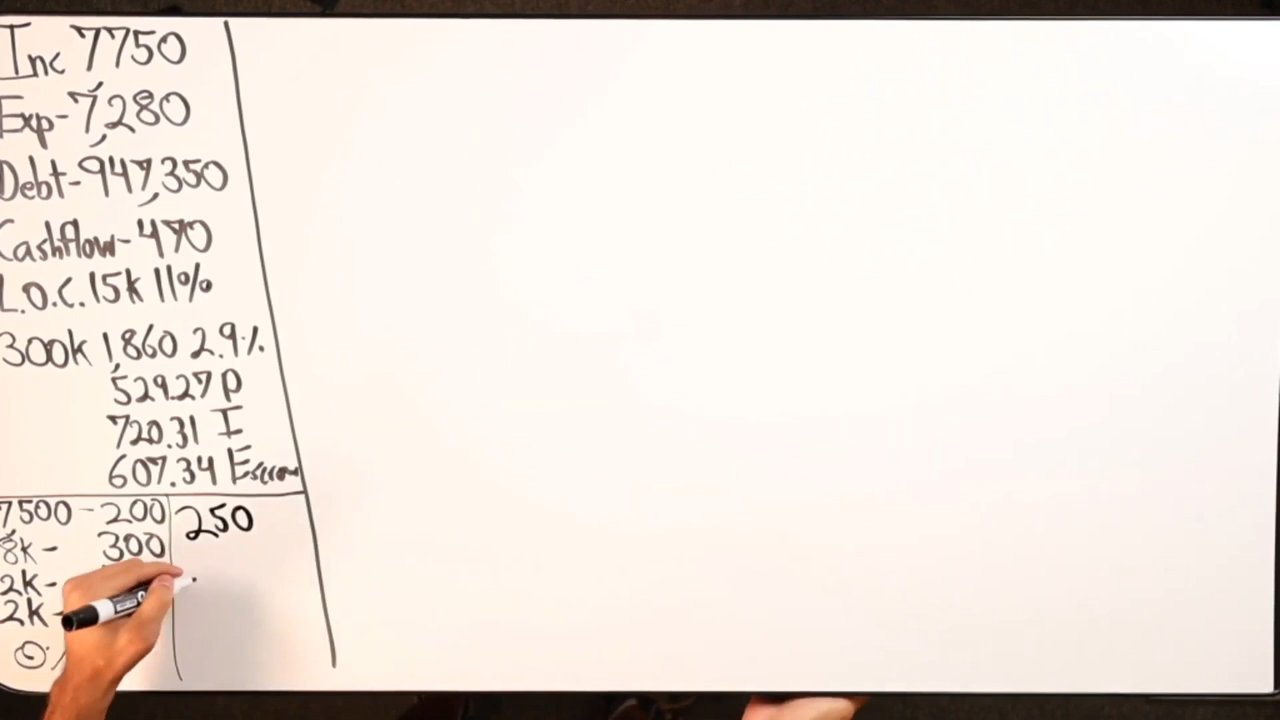 Inc 7750
Exp-7,280
Debt-947,350
Cashflow-470
L.O.C. 15k 11%
300k 1,860 2.9%
529.27 P
720.31 I
607.34 Escrow
7500-200 250
8k- 300
2k-
2k-